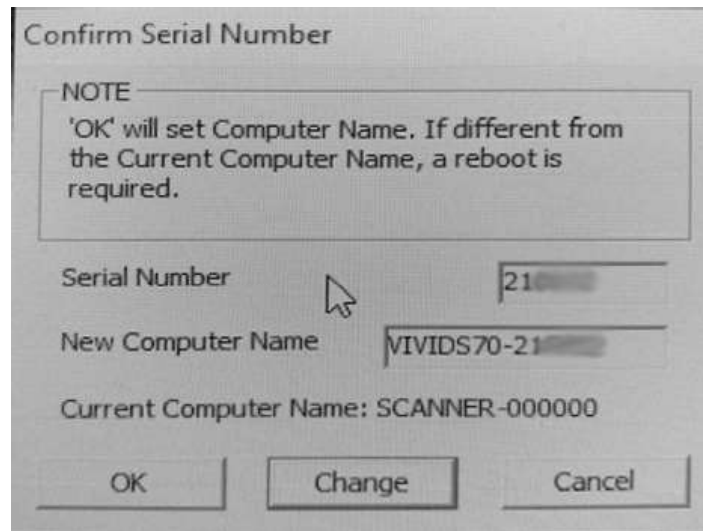 Confirm Serial Number
NOTE
'OK' will set Computer Name. If different from
the Current Computer Name, a reboot is
required.
Serial Number
New Computer Name
Current Computer Name: SCANNER-000000
OK Change Cancel